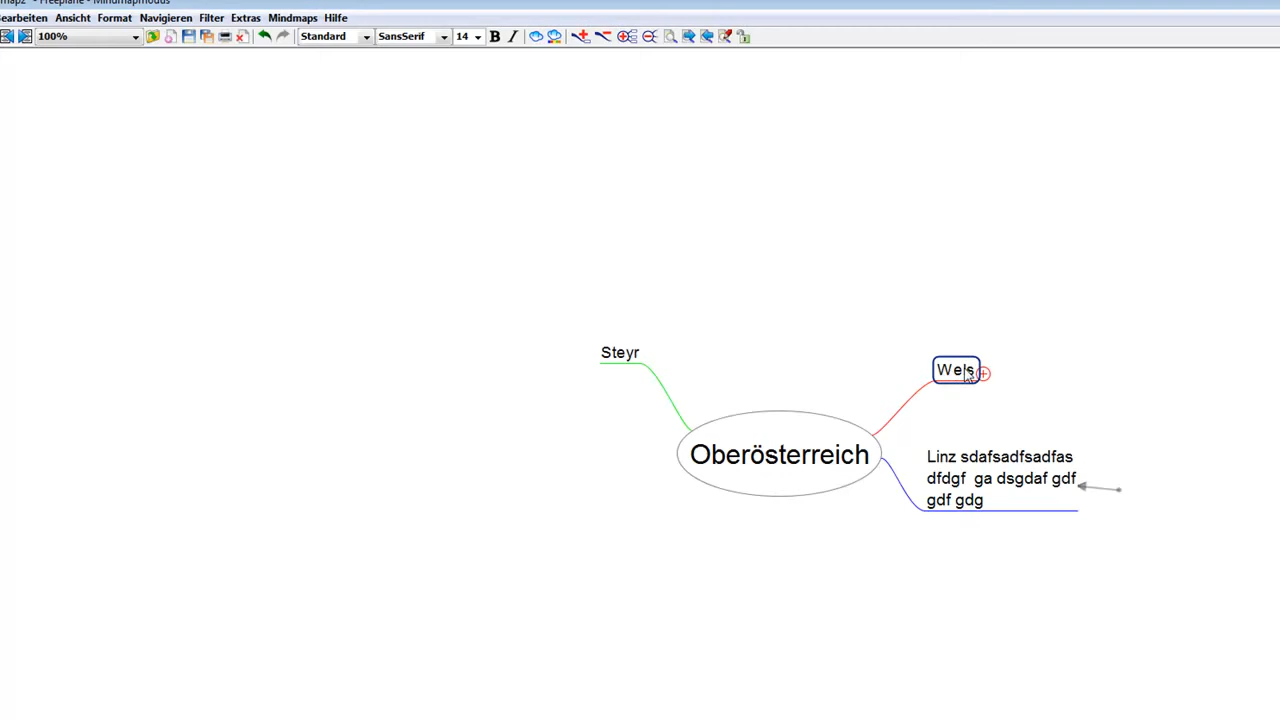 Bearbeiten Ansicht Format Navigieren Filter Extras Mindmaps Hilfe
100% Standard SansSerif 14 B I
Steyr
Wels
Oberösterreich
Linz sdafsadfsadfas
dfdgf ga dsgdaf gdf
gdf gdg